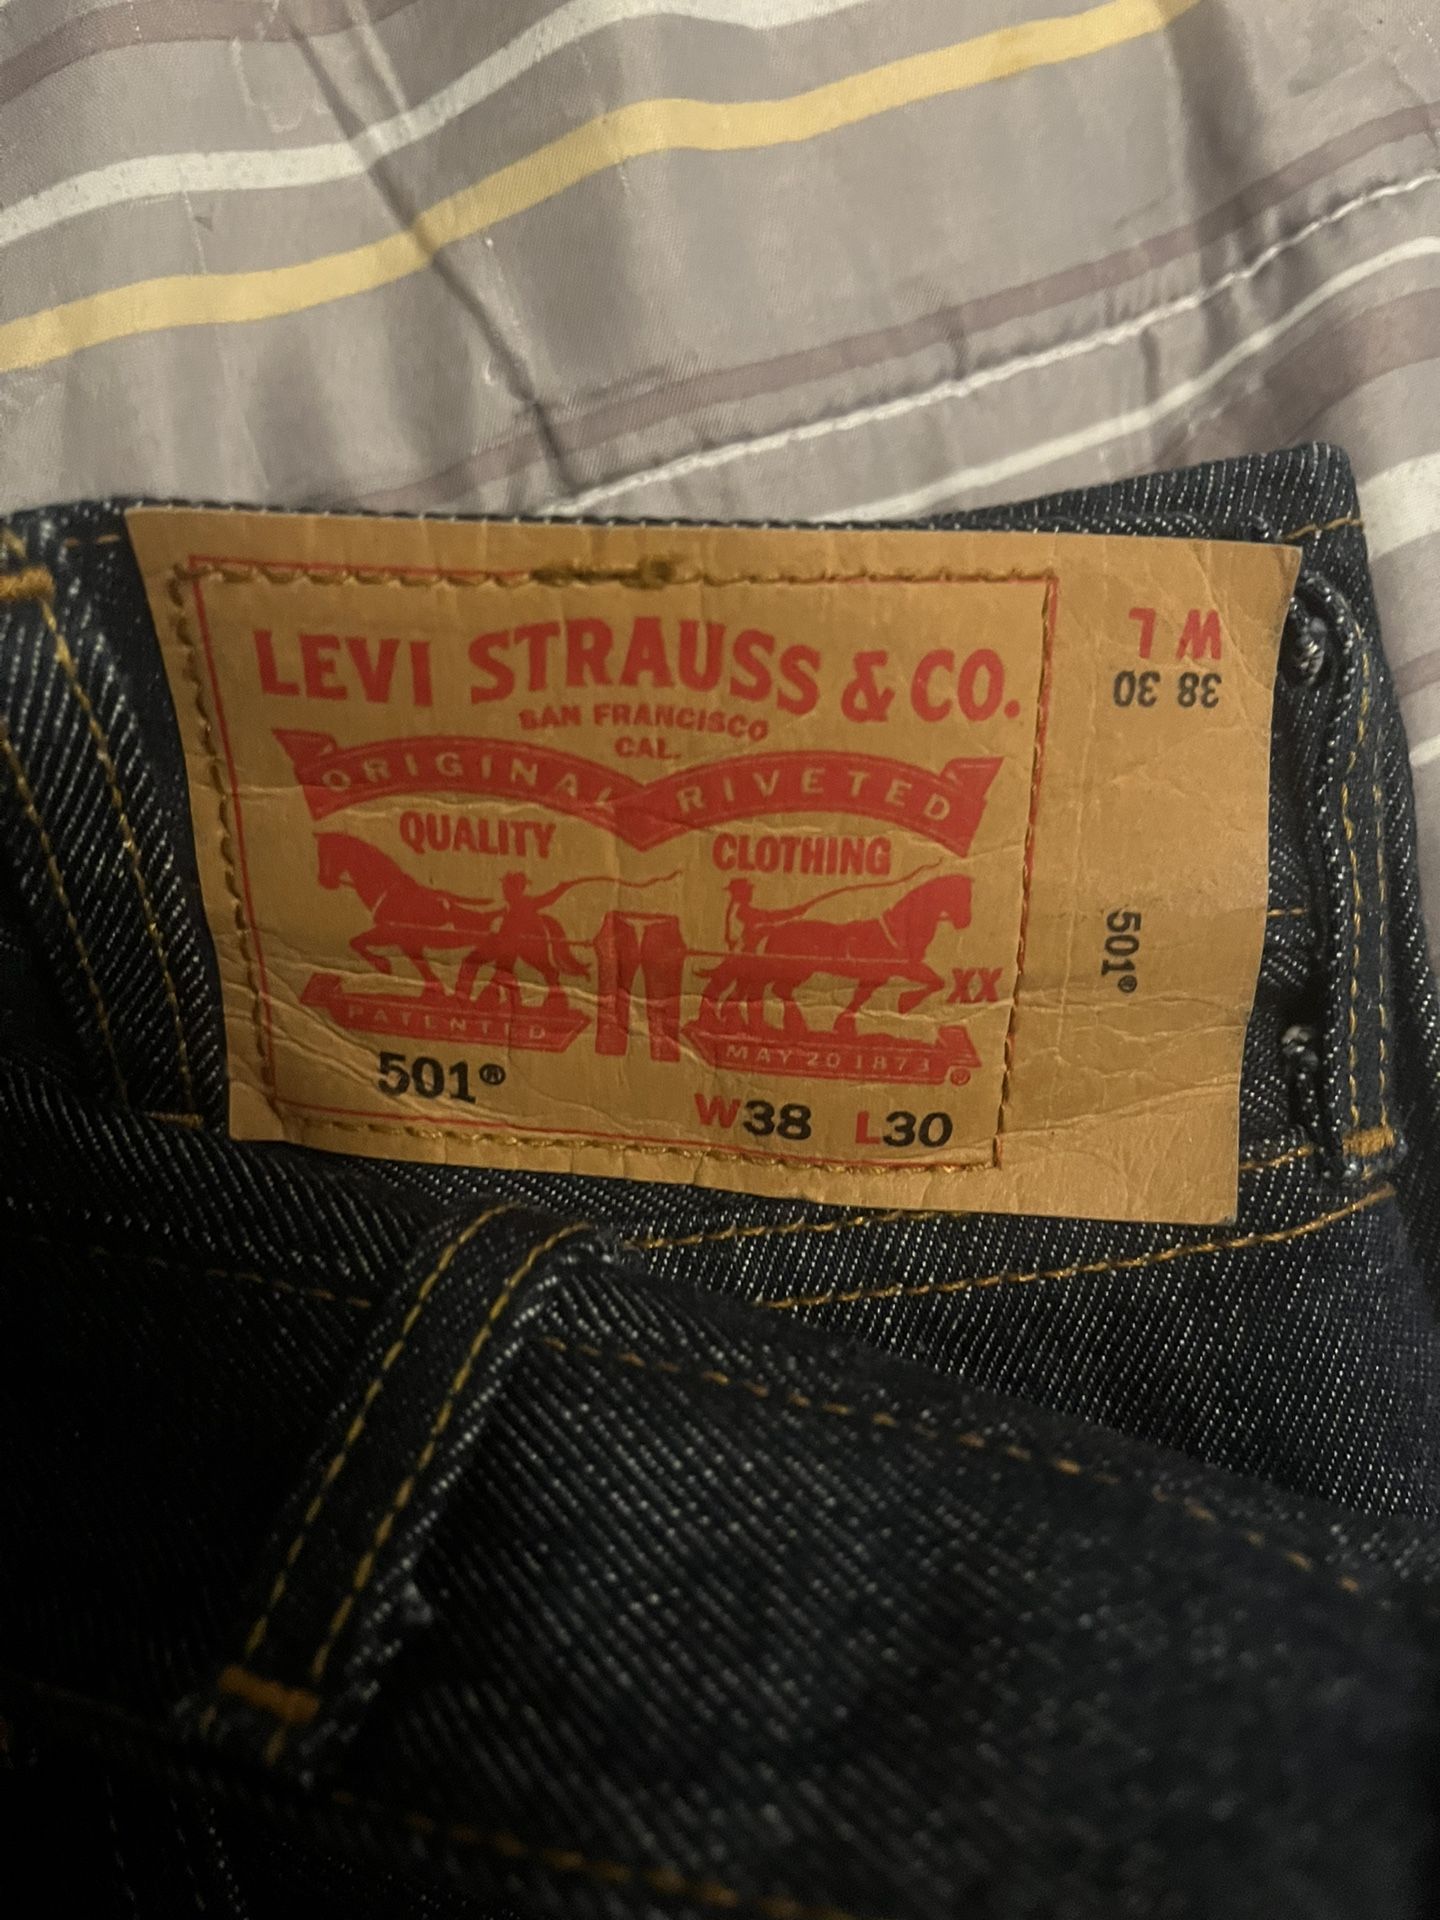 LEVI STRAUSS & CO.
SAN FRANCISCO
CAL.
ORIGINAL RIVETED
QUALITY CLOTHING
XX
PATENTED MAY 20 1873 ®
501® W38 L30
W L
38 30
501®